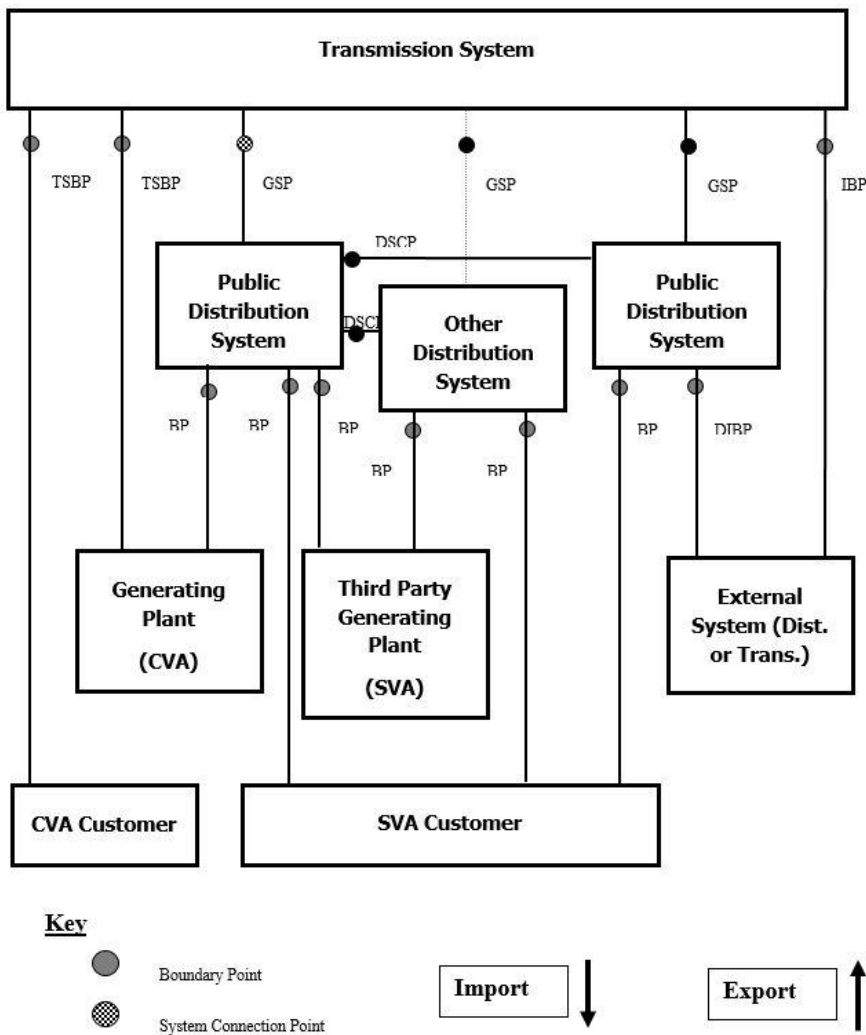 Transmission System
TSBP
TSBP
GSP
GSP
GSP
IBP
DSCP
Public
Distribution
System
DSCP
Other
Distribution
System
Public
Distribution
System
BP
BP
BP
BP
BP
BP
DIBP
Generating
Plant
(CVA)
Third Party
Generating
Plant
(SVA)
External
System (Dist.
or Trans.)
CVA Customer
SVA Customer
Key
Boundary Point
System Connection Point
Import
Export